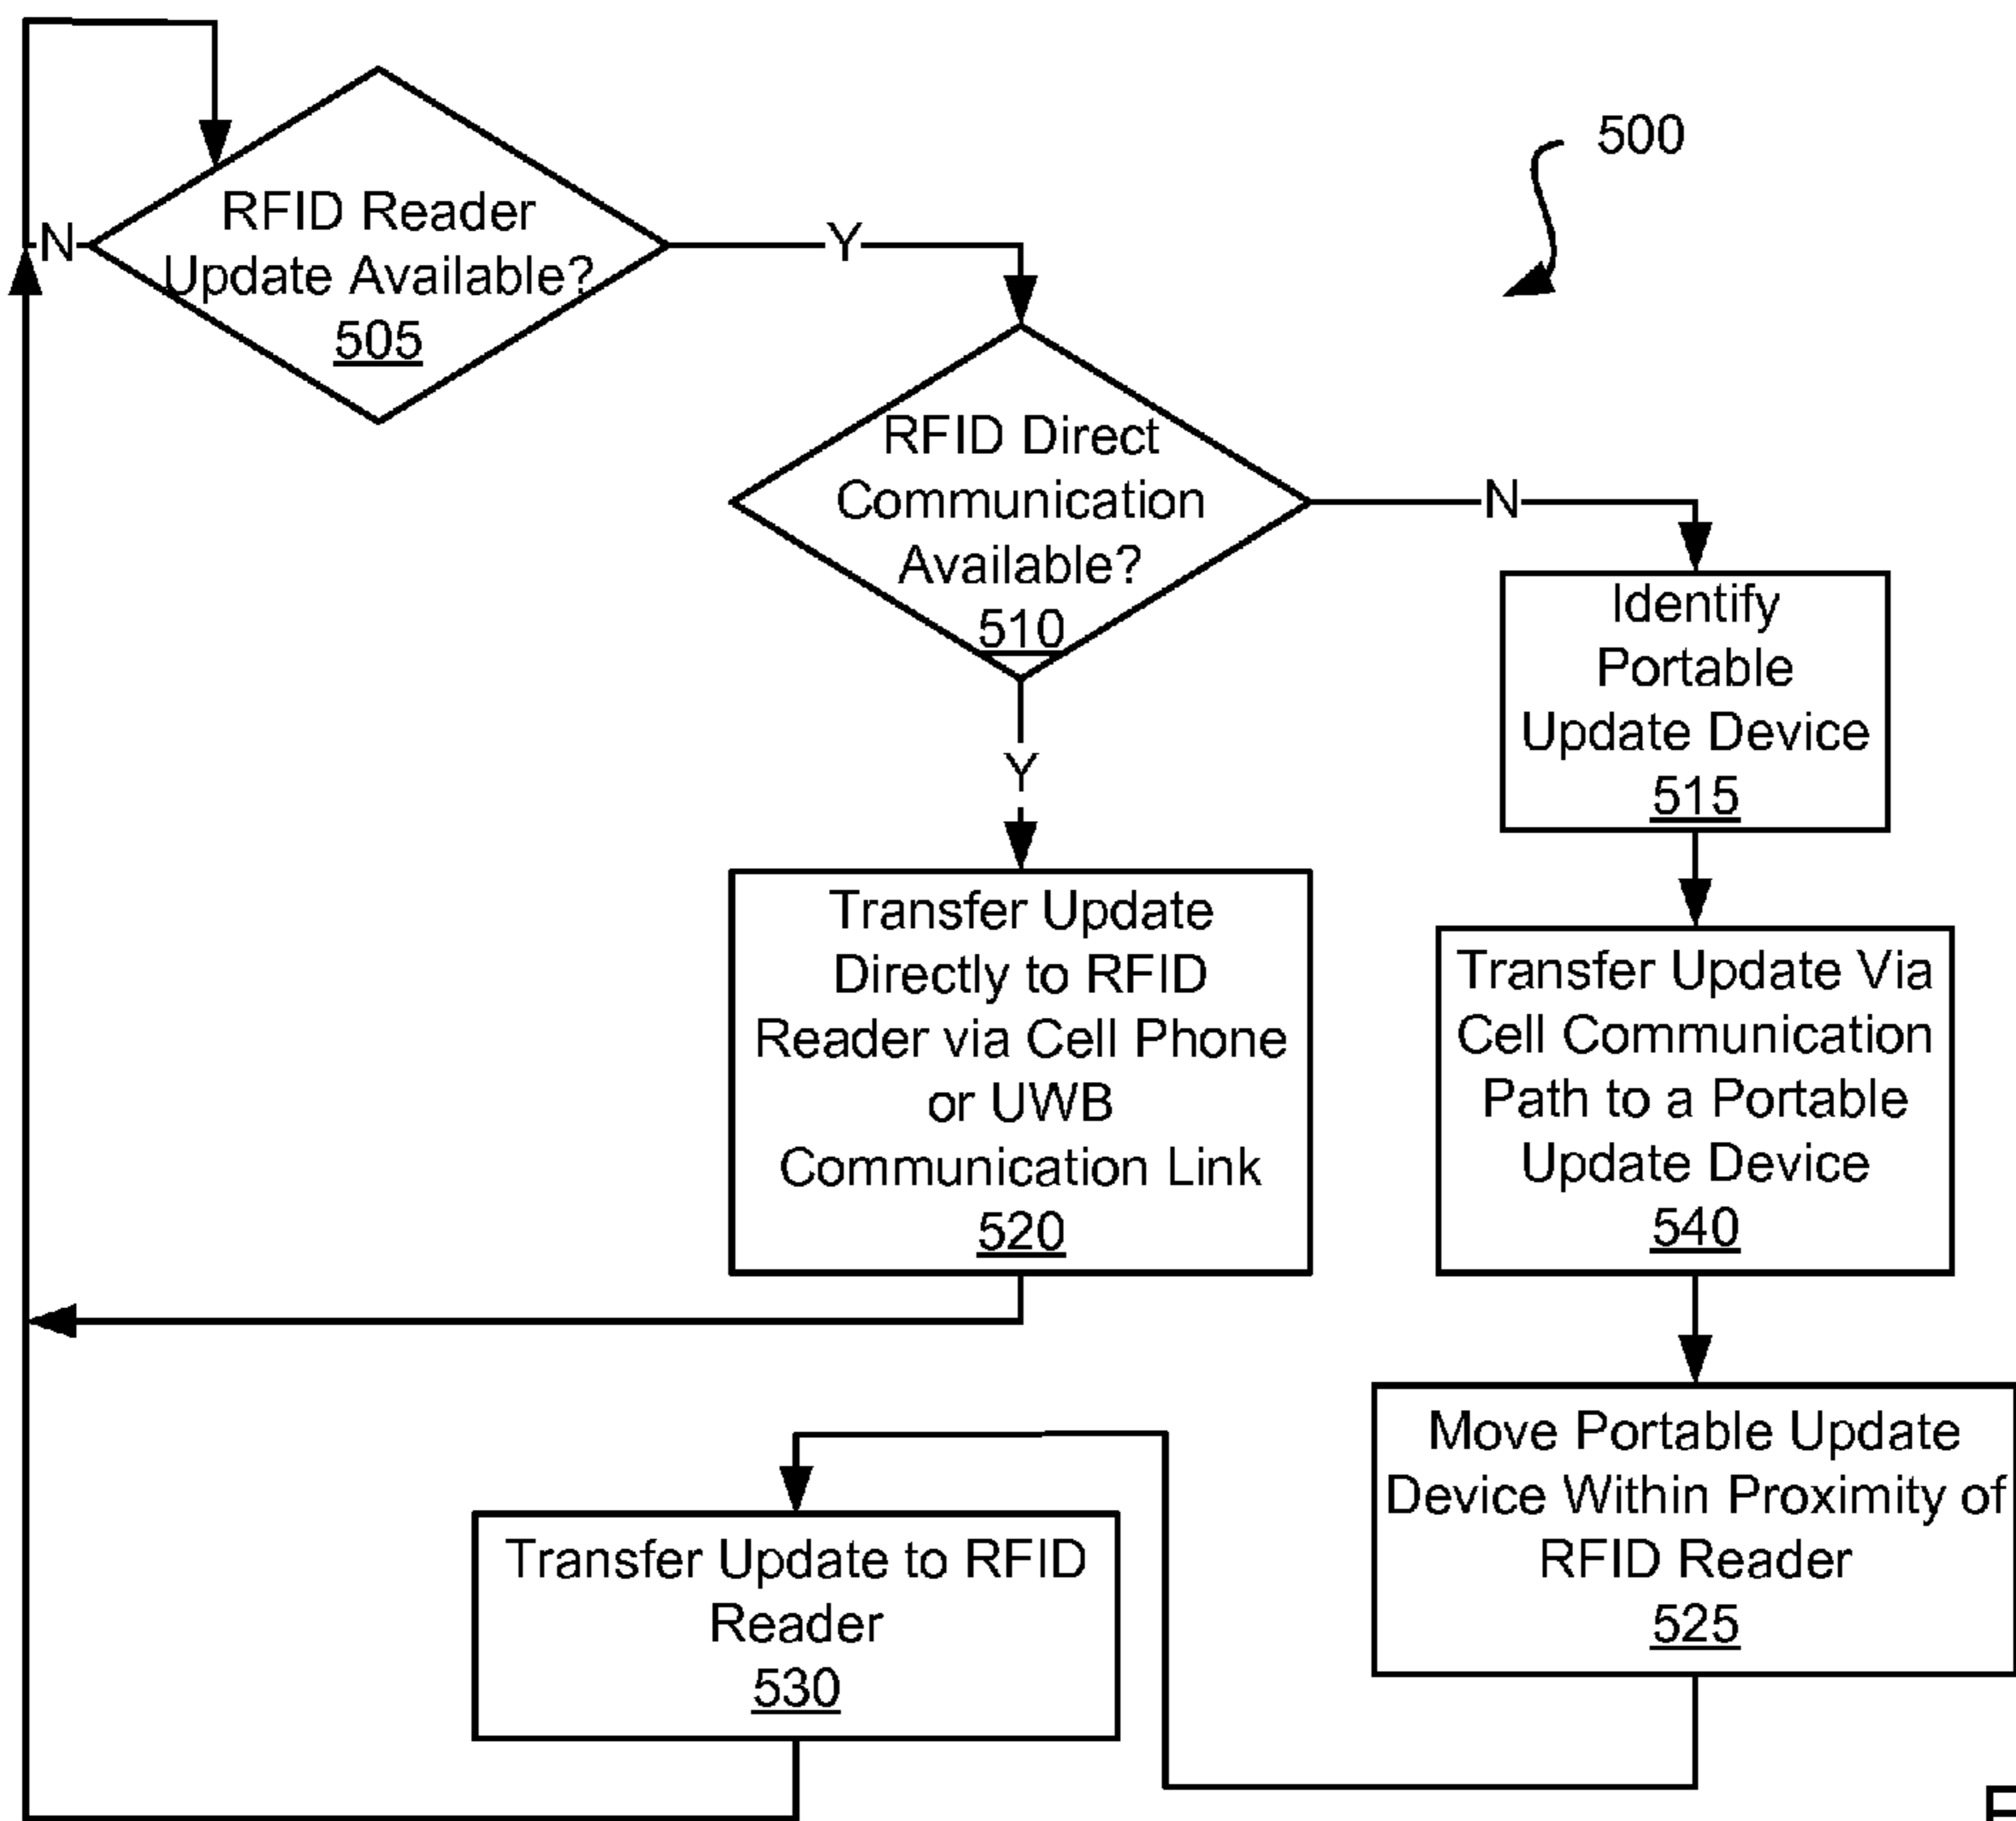 500
RFID Reader
Update Available?
505
N
Y
RFID Direct
Communication
Available?
510
N
Y
Identify
Portable
Update Device
515
Transfer Update
Directly to RFID
Reader via Cell Phone
or UWB
Communication Link
520
Transfer Update Via
Cell Communication
Path to a Portable
Update Device
540
Move Portable Update
Device Within Proximity of
RFID Reader
525
Transfer Update to RFID
Reader
530